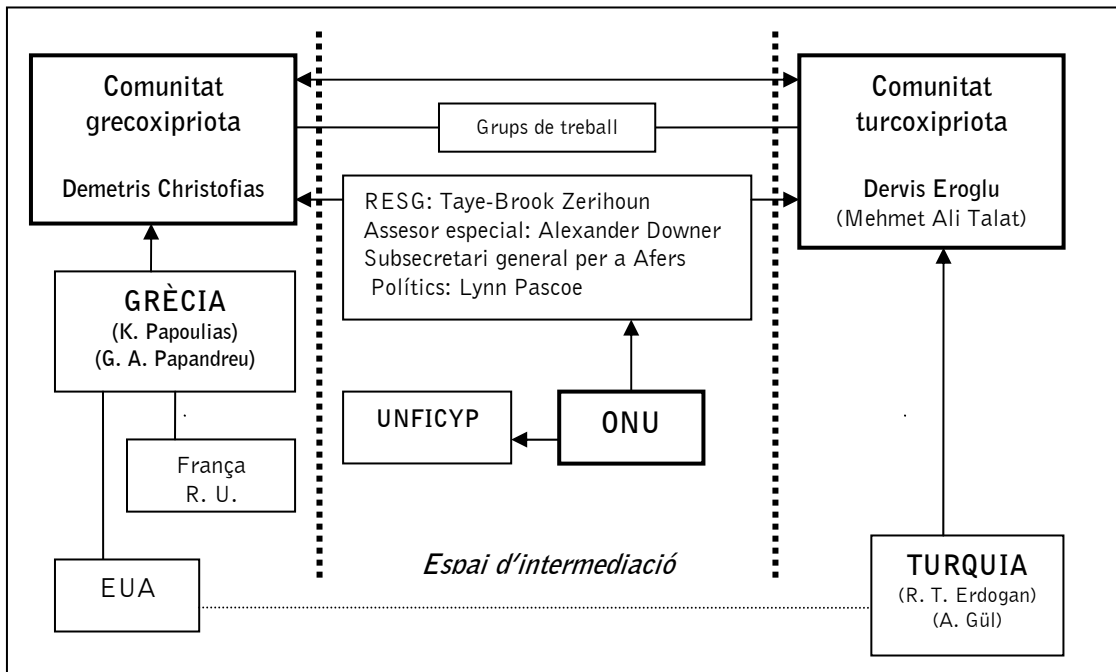 Comunitat
grecoxipriota
Demetris Christofias
Grups de treball
Comunitat
turcoxipriota
Dervis Eroglu
(Mehmet Ali Talat)
RESG: Taye-Brook Zerihoun
Assesor especial: Alexander Downer
Subsecretari general per a Afers
Polítics: Lynn Pascoe
GRÈCIA
(K. Papoulias)
(G. A. Papandreu)
UNFICYP
ONU
França
R. U.
EUA
Espai d'intermediació
TURQUIA
(R. T. Erdogan)
(A. Gül)